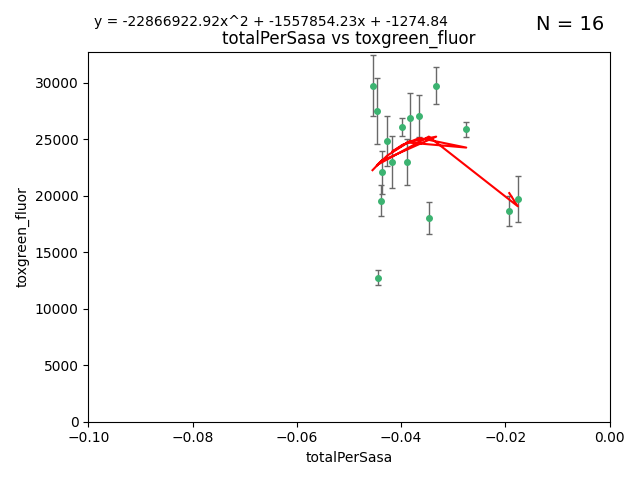 y = -22866922.92x^2 + -1557854.23x + -1274.84
N = 16
totalPerSasa vs toxgreen_fluor
toxgreen_fluor
30000
25000
20000
15000
10000
5000
0
−0.10
−0.08
−0.06
−0.04
−0.02
0.00
totalPerSasa